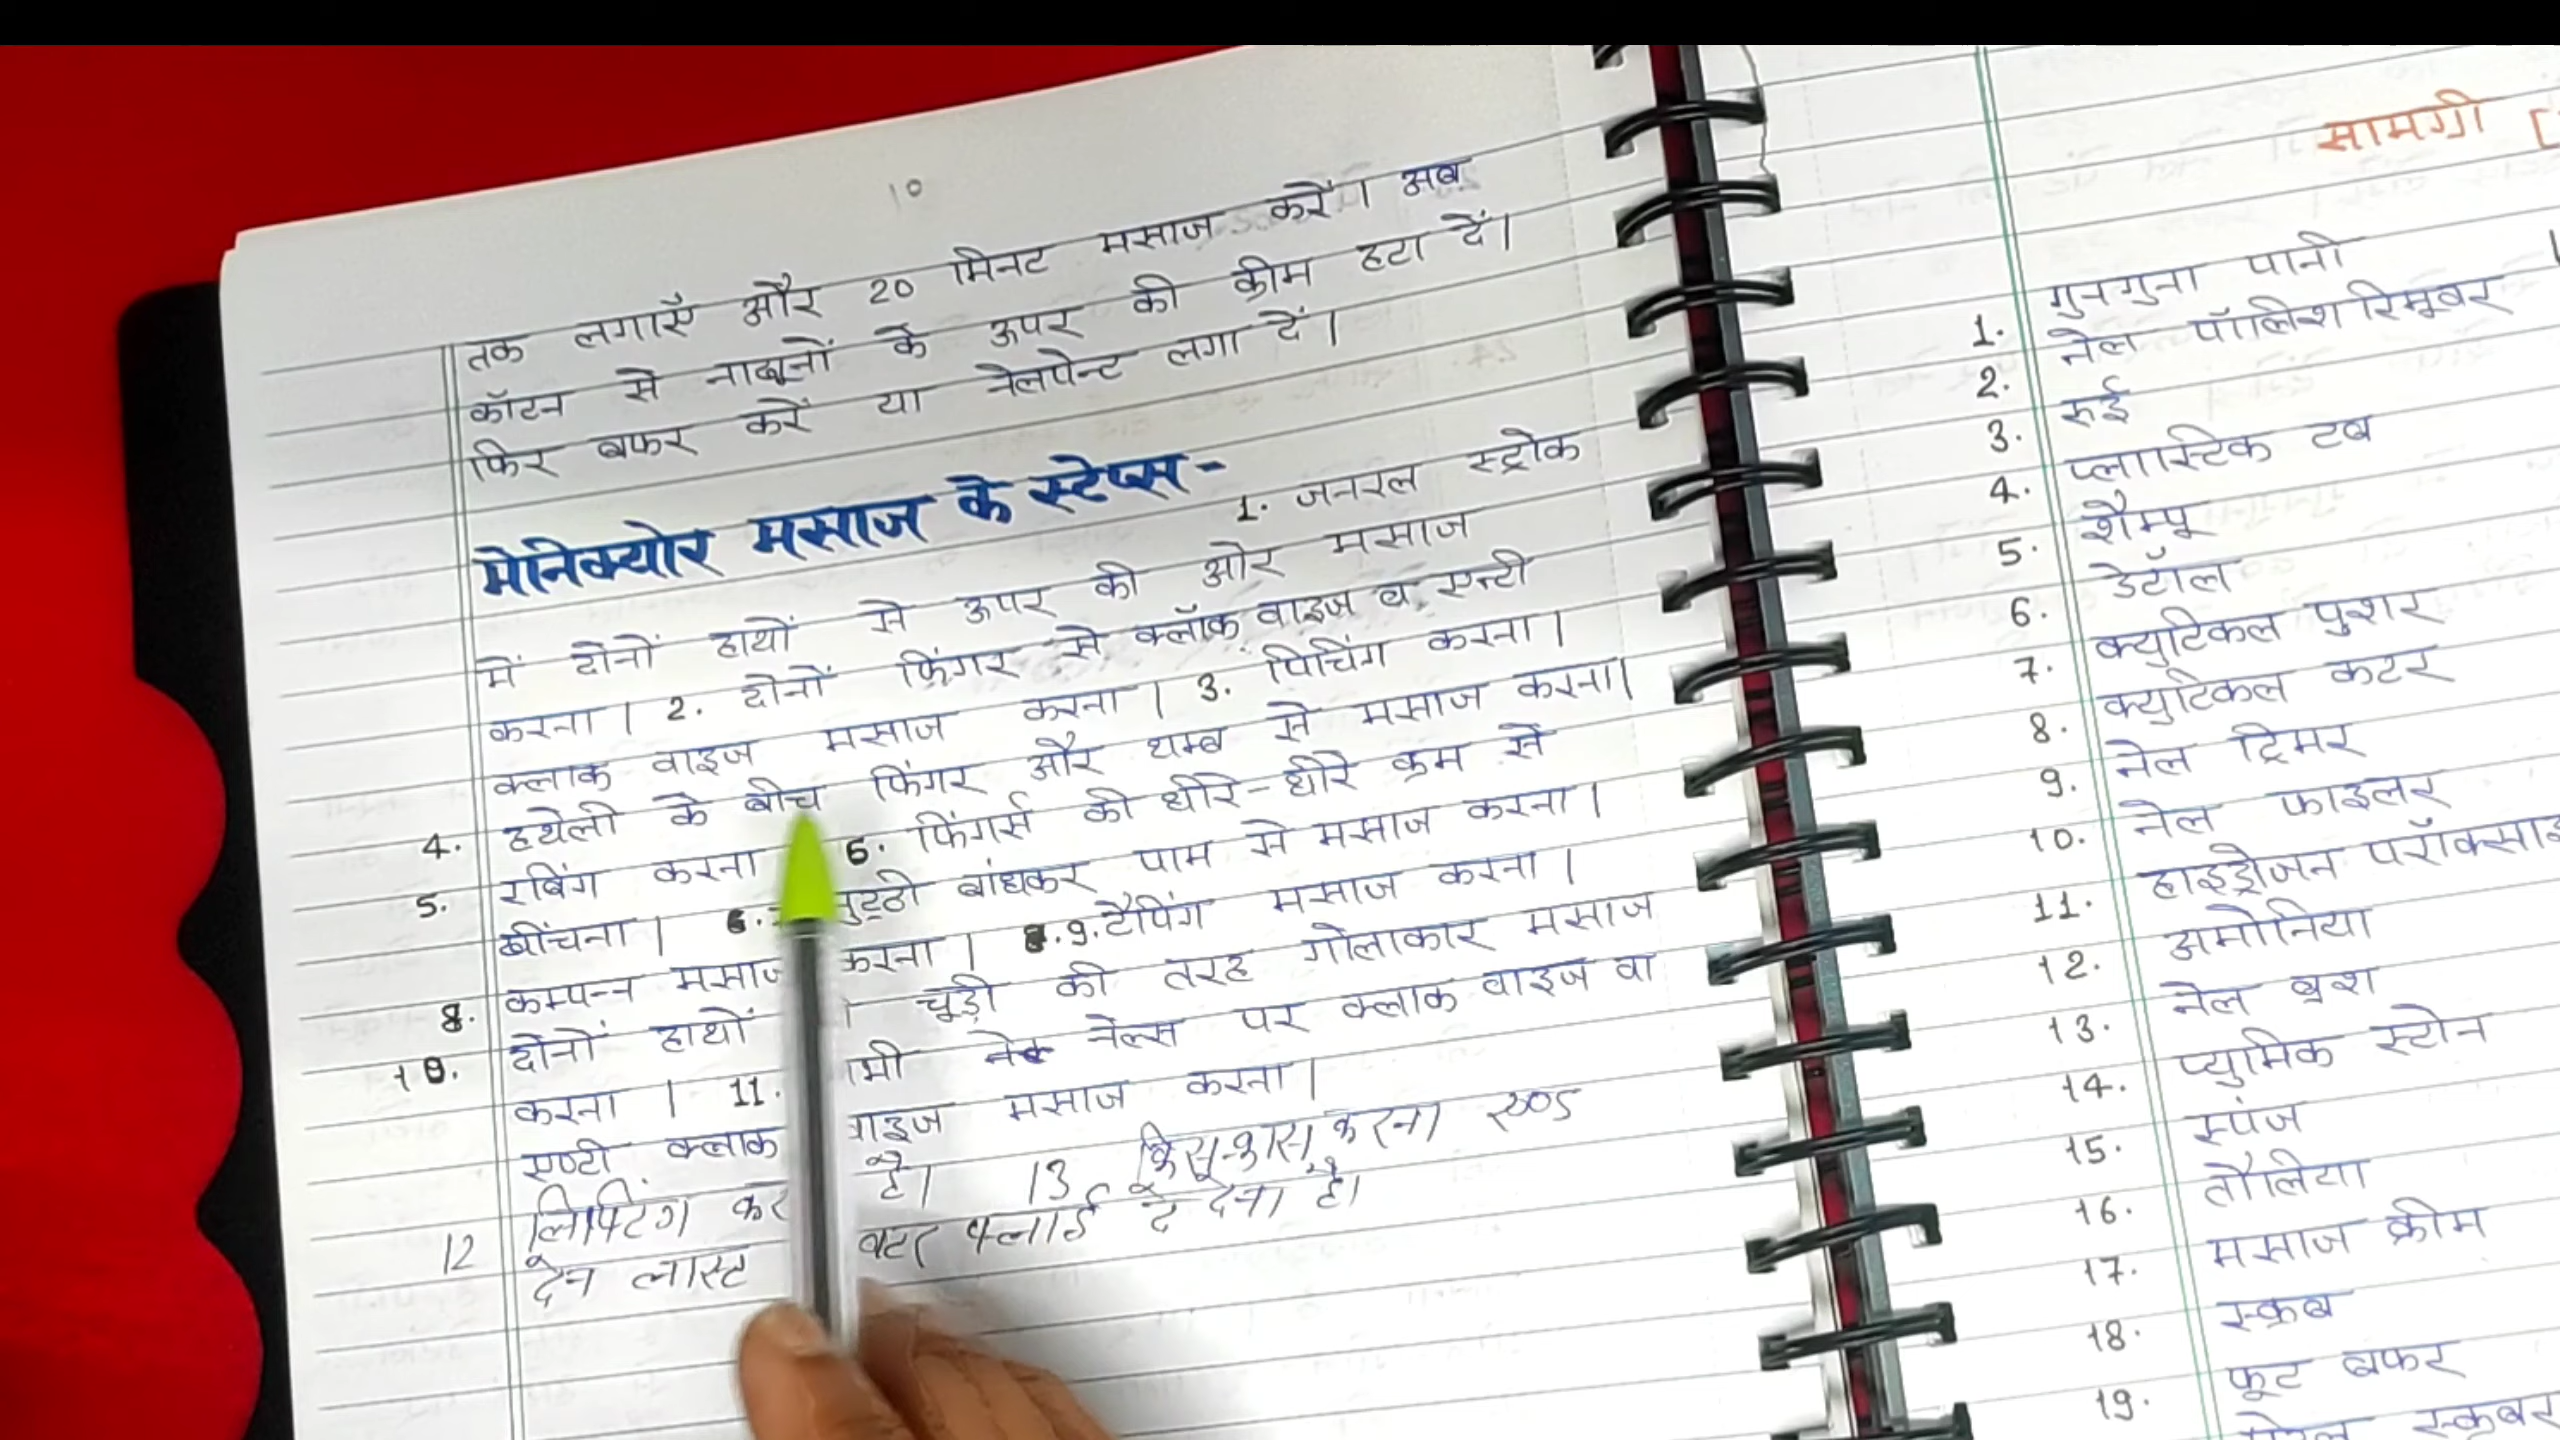 10
तक लगाएँ और 20 मिनट मसाज करें। अब
कॉटन से नाखूनों के ऊपर की क्रीम हटा दें।
फिर बफर करें या नेलपेन्ट लगा दें।
मेनिक्योर मसाज के स्टेप्स-
1. जनरल स्ट्रोक
में दोनों हाथों से ऊपर की ओर मसाज
करना। 2. दोनों फिंगर से क्लॉक वाइज व एन्टी
क्लाक वाइज मसाज करना। 3. पिचिंग करना।
4. हथेली के बीच फिंगर और थम्ब से मसाज करना।
5. रबिंग करना 6. फिंगर्स को धीरे-धीरे क्रम से
खींचना। मुट्ठी बांधकर पाम से मसाज करना।
8. कम्पन्न मसाज करना। 9. टैपिंग मसाज करना।
10. दोनों हाथों चूड़ी की तरह गोलाकार मसाज
करना। 11. नेल्स पर क्लाक वाइज वा
एण्टी क्लाक वाइज मसाज करना।
12 लिफ्टिंग कर है। 13 करना
लास्ट बटर फ्लाई दे देना है।
सामग्री [
1. गुनगुना पानी
2. नेल पॉलिश रिमूवर
3. रुई
4. प्लास्टिक टब
5. शैम्पू
6. डेटॉल
7. क्युटिकल पुशर
8. क्युटिकल कटर
9. नेल ट्रिमर
10. नेल फाइलर
11. हाइड्रोजन
12. अमोनिया
13. नेल ब्रश
14. प्युमिक स्टोन
15. स्पंज
16. तौलिया
17. मसाज क्रीम
18. स्क्रब
19. फूट बफर